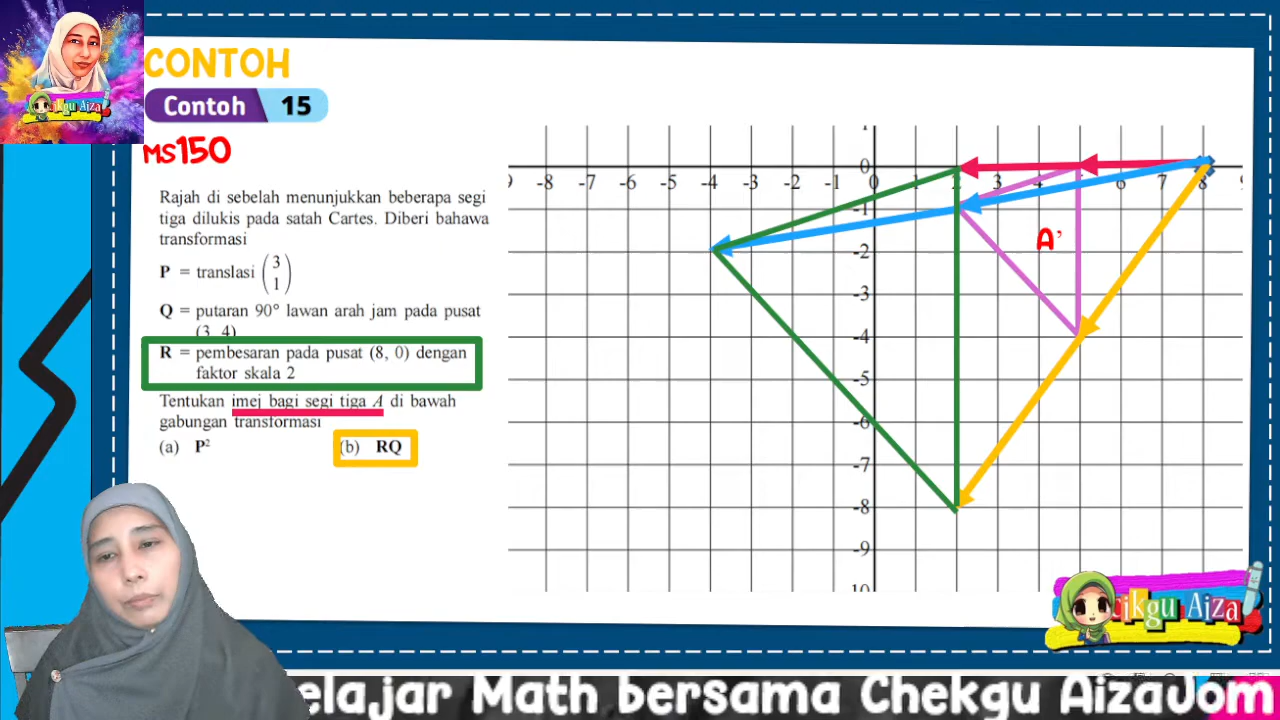 CONTOH
Contoh 15
MS150
Rajah di sebelah menunjukkan beberapa segi
tiga dilukis pada satah Cartes. Diberi bahawa
transformasi
P = translasi (3 1)
Q = putaran 90° lawan arah jam pada pusat
(3, 4)
R = pembesaran pada pusat (8, 0) dengan
faktor skala 2
Tentukan imej bagi segi tiga A di bawah
gabungan transformasi
(a) P²
(b) RQ
0
-8 -7 -6 -5 -4 -3 -2 -1 0 2 3 4 5 6 7 8
-1
-2
-3
-4
-5
-6
-7
-8
-9
A'
ikgu Aiza
cikgu Aiza
elajar Math bersama Chekgu AizaJom